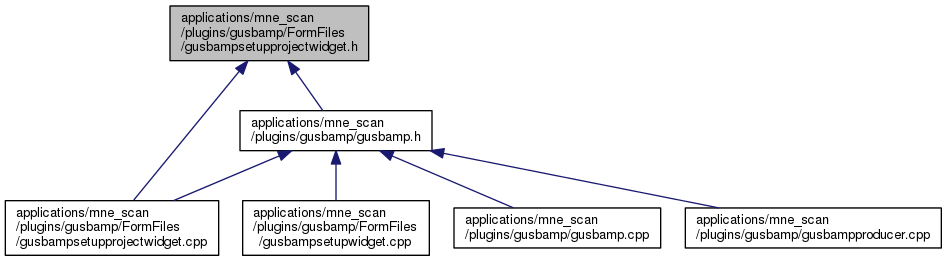 applications/mne_scan
/plugins/gusbamp/FormFiles
/gusbampsetupprojectwidget.h
applications/mne_scan
/plugins/gusbamp/gusbamp.h
applications/mne_scan
/plugins/gusbamp/FormFiles
/gusbampsetupprojectwidget.cpp
applications/mne_scan
/plugins/gusbamp/FormFiles
/gusbampsetupwidget.cpp
applications/mne_scan
/plugins/gusbamp/gusbamp.cpp
applications/mne_scan
/plugins/gusbamp/gusbampproducer.cpp